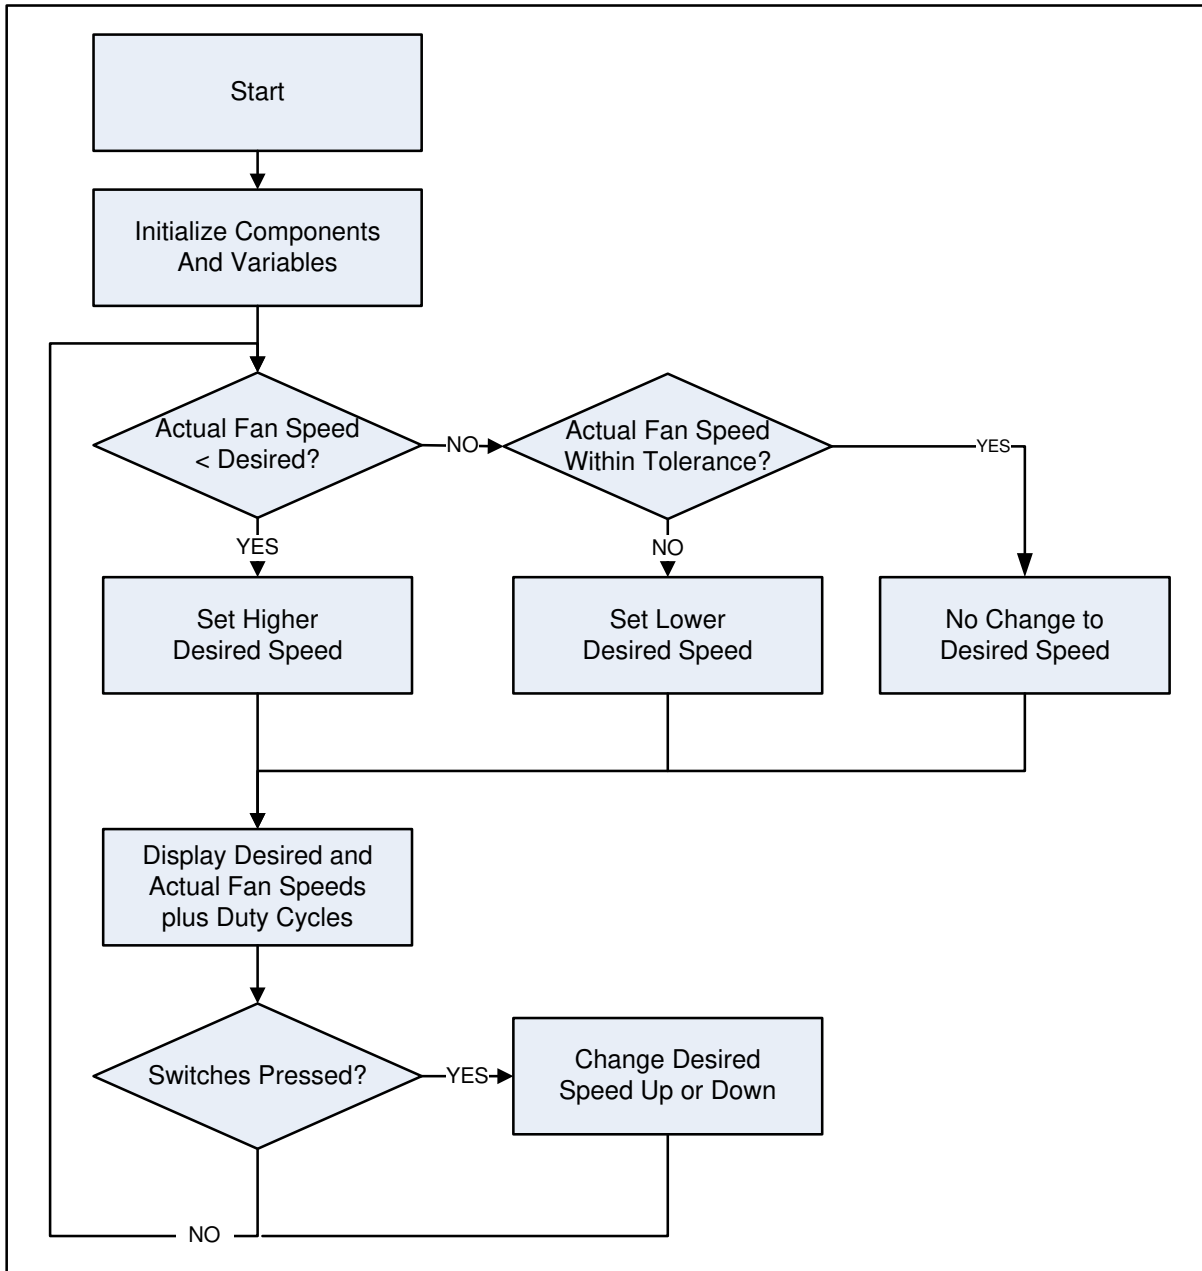 Start
Initialize Components
And Variables
Actual Fan Speed
< Desired?
NO
Actual Fan Speed
Within Tolerance?
YES
YES
NO
Set Higher
Desired Speed
Set Lower
Desired Speed
No Change to
Desired Speed
Display Desired and
Actual Fan Speeds
plus Duty Cycles
Switches Pressed?
YES
Change Desired
Speed Up or Down
NO